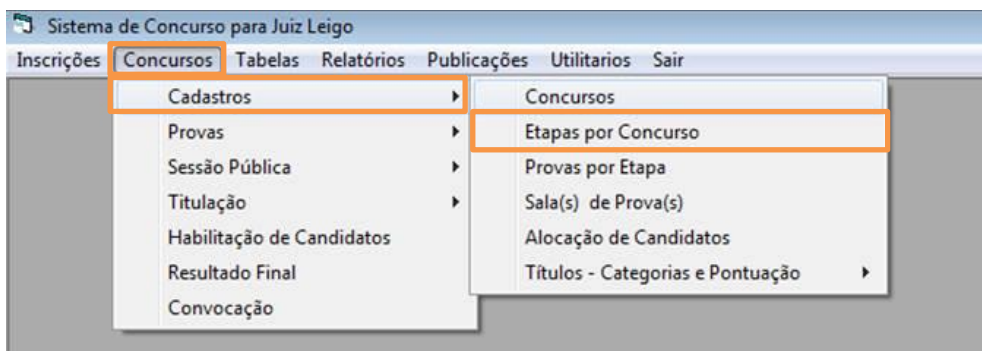 Sistema de Concurso para Juiz Leigo
Inscrições Concursos Tabelas Relatórios Publicações Utilitarios Sair
Cadastros
Provas
Sessão Pública
Titulação
Habilitação de Candidatos
Resultado Final
Convocação
Concursos
Etapas por Concurso
Provas por Etapa
Sala(s) de Prova(s)
Alocação de Candidatos
Títulos - Categorias e Pontuação